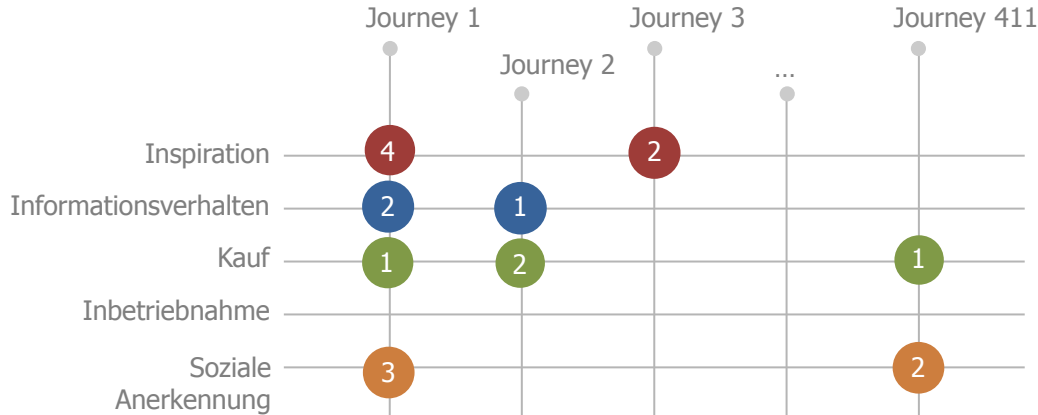 Journey 1
Journey 3
Journey 411
Journey 2
...
Inspiration
4
2
Informationsverhalten
2
1
Kauf
1
2
1
Inbetriebnahme
Soziale
Anerkennung
3
2